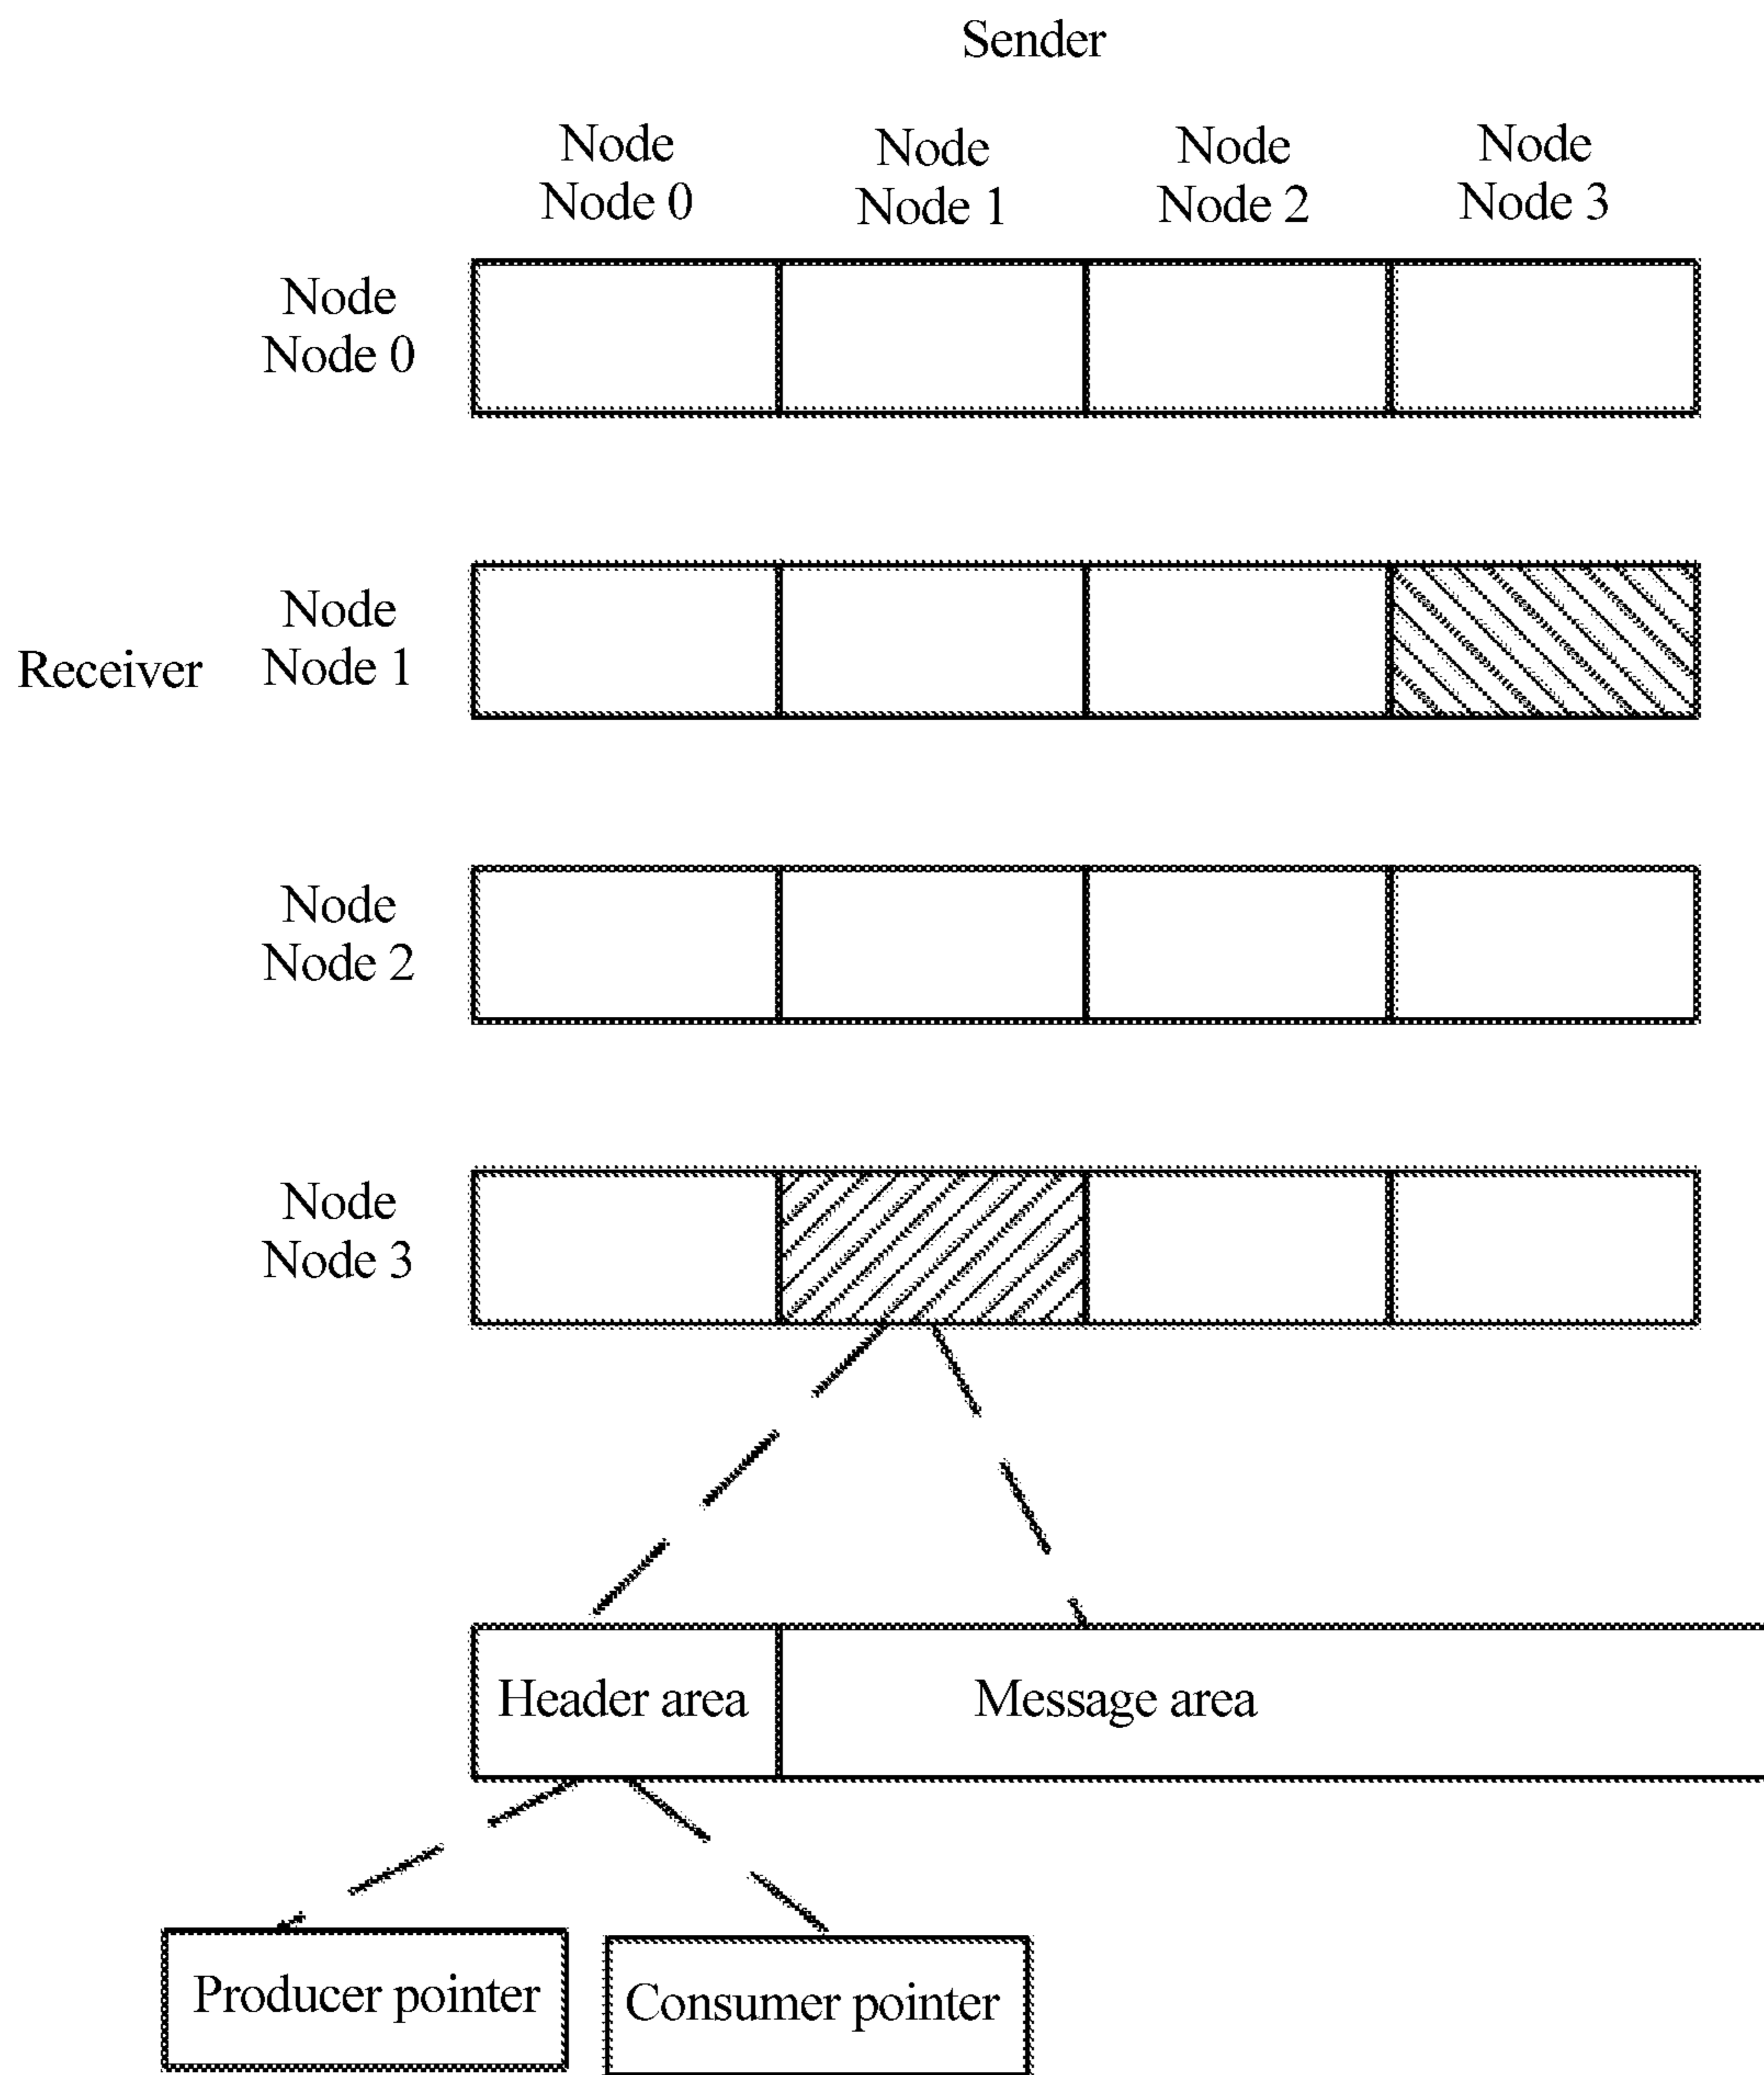 Sender
Node Node Node Node
Node 0 Node 1 Node 2 Node 3
Node
Node 0
Node
Receiver Node 1
Node
Node 2
Node
Node 3
Header area Message area
Producer pointer Consumer pointer